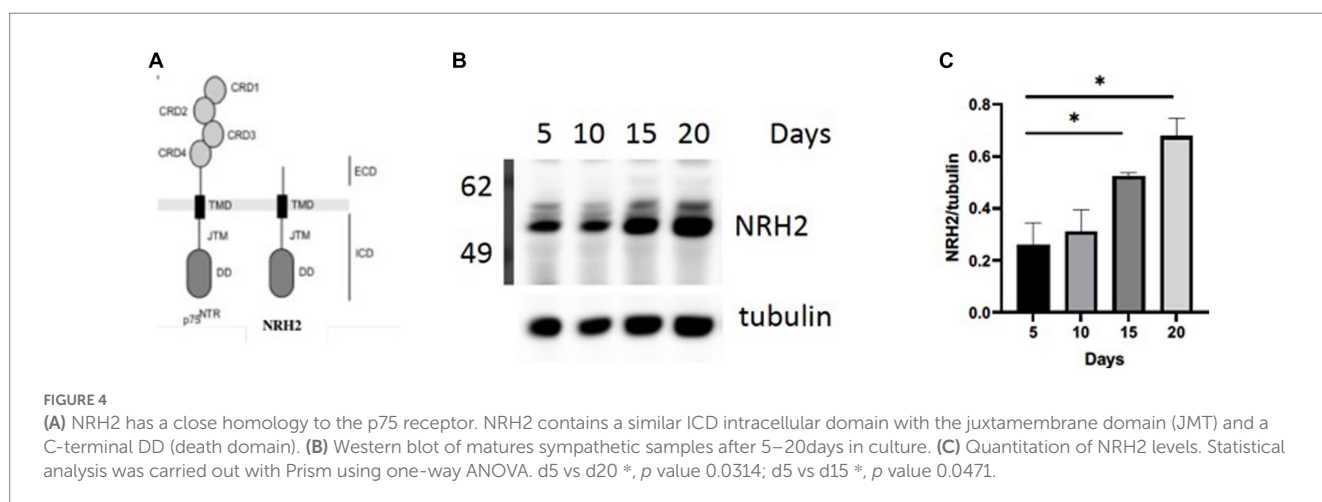 A
CRD1
CRD2
CRD3
CRD4
ECD
TMD
TMD
JTM
JTM
ICD
DD
DD
p75NTR
NRH2
B
5 10 15 20 Days
62
NRH2
49
tubulin
C
*
*
0.8
0.6
0.4
0.2
0.0
NRH2/tubulin
5 10 15 20
Days
FIGURE 4
(A) NRH2 has a close homology to the p75 receptor. NRH2 contains a similar ICD intracellular domain with the juxtamembrane domain (JMT) and a
C-terminal DD (death domain). (B) Western blot of matures sympathetic samples after 5–20days in culture. (C) Quantitation of NRH2 levels. Statistical
analysis was carried out with Prism using one-way ANOVA. d5 vs d20 *, p value 0.0314; d5 vs d15 *, p value 0.0471.